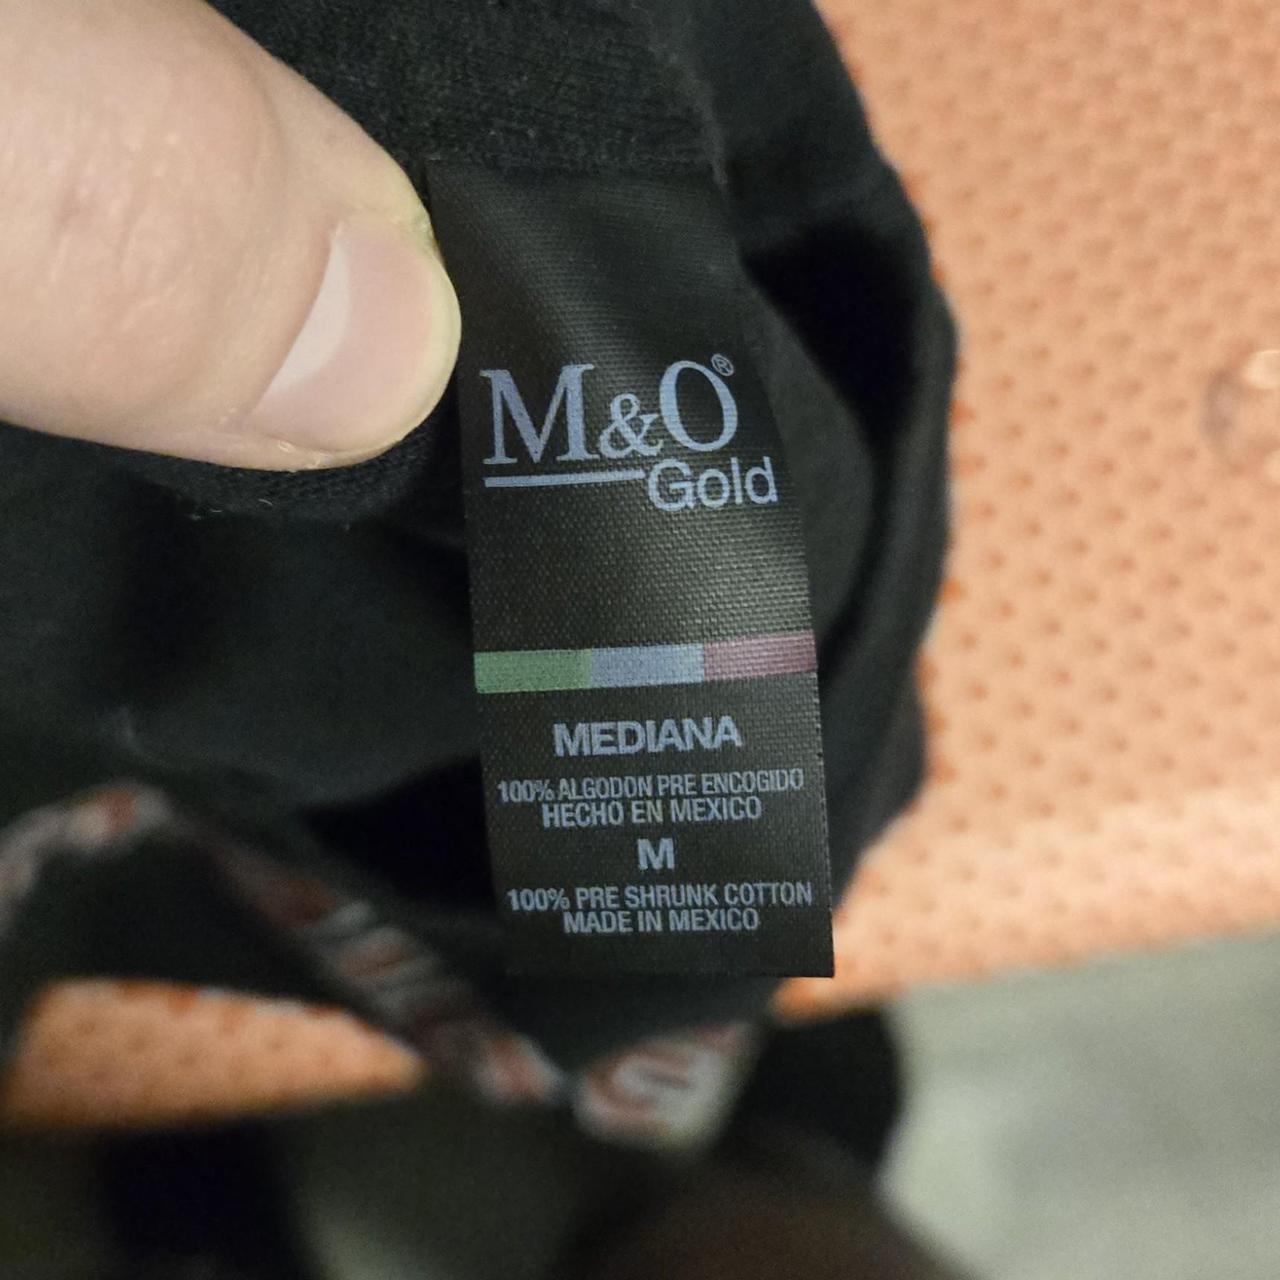 M&O®
Gold
MEDIANA
100% ALGODON PRE ENCOGIDO
HECHO EN MEXICO
M
100% PRE SHRUNK COTTON
MADE IN MEXICO